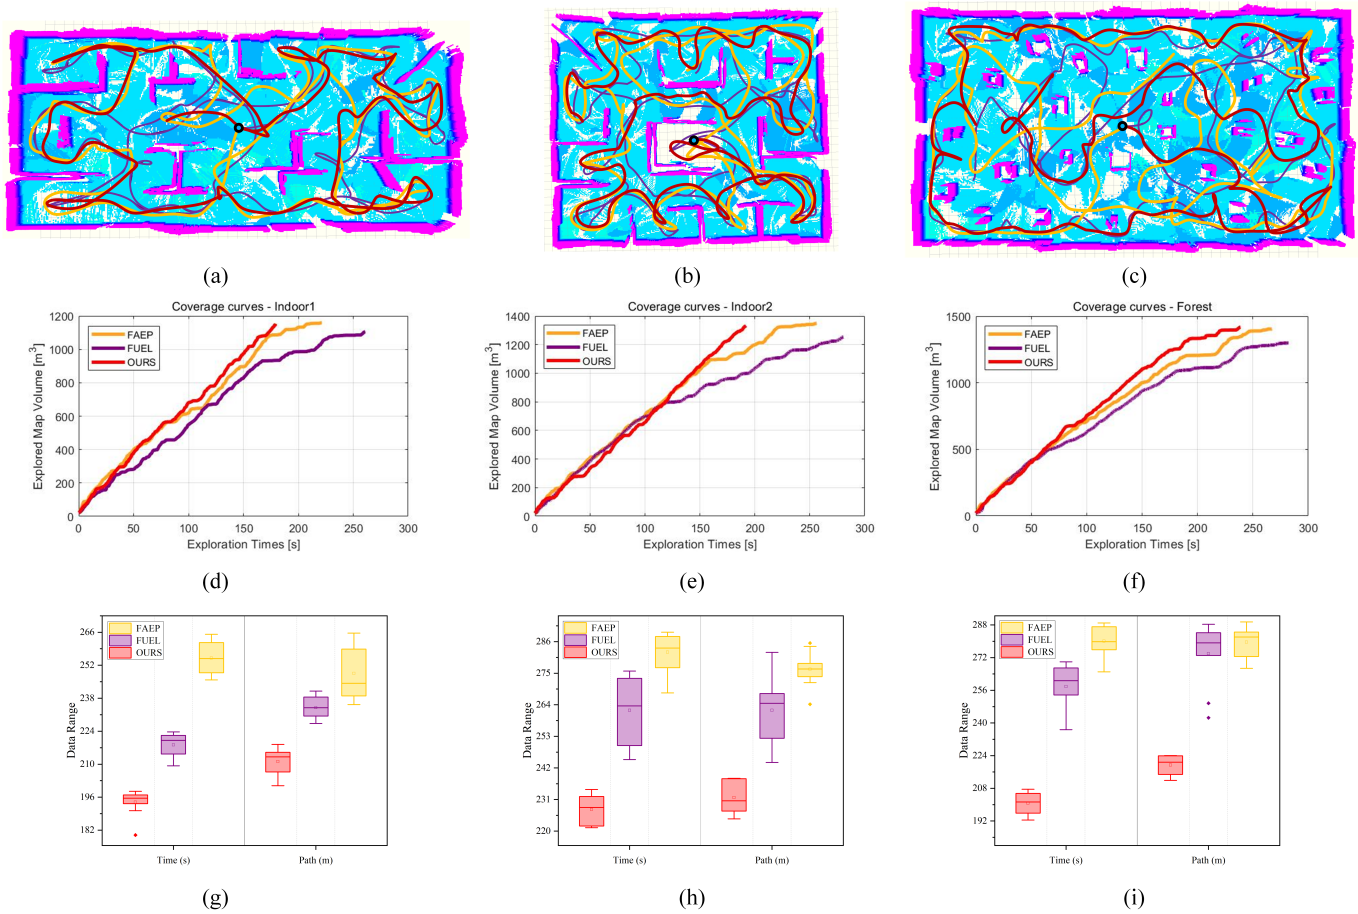 (a)
(b)
(c)
Coverage curves - Indoor1
1200
1000
800
600
400
200
0
Explored Map Volume [m³]
FAEP
FUEL
OURS
0 50 100 150 200 250 300
Exploration Times [s]
(d)
Coverage curves - Indoor2
1400
1200
1000
800
600
400
200
0
Explored Map Volume [m³]
FAEP
FUEL
OURS
0 50 100 150 200 250 300
Exploration Times [s]
(e)
Coverage curves - Forest
1500
1000
500
0
Explored Map Volume [m³]
FAEP
FUEL
OURS
0 50 100 150 200 250 300
Exploration Times [s]
(f)
FAEP
FUEL
OURS
266
252
238
224
210
196
182
Data Range
Time (s) Path (m)
(g)
FAEP
FUEL
OURS
286
275
264
253
242
231
220
Data Range
Time (s) Path (m)
(h)
FAEP
FUEL
OURS
288
272
256
240
224
208
192
Data Range
Time (s) Path (m)
(i)